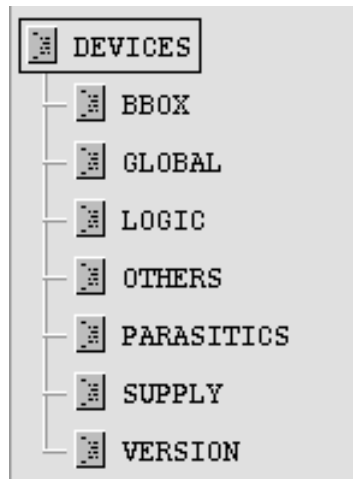 DEVICES
BBOX
GLOBAL
LOGIC
OTHERS
PARASITICS
SUPPLY
VERSION